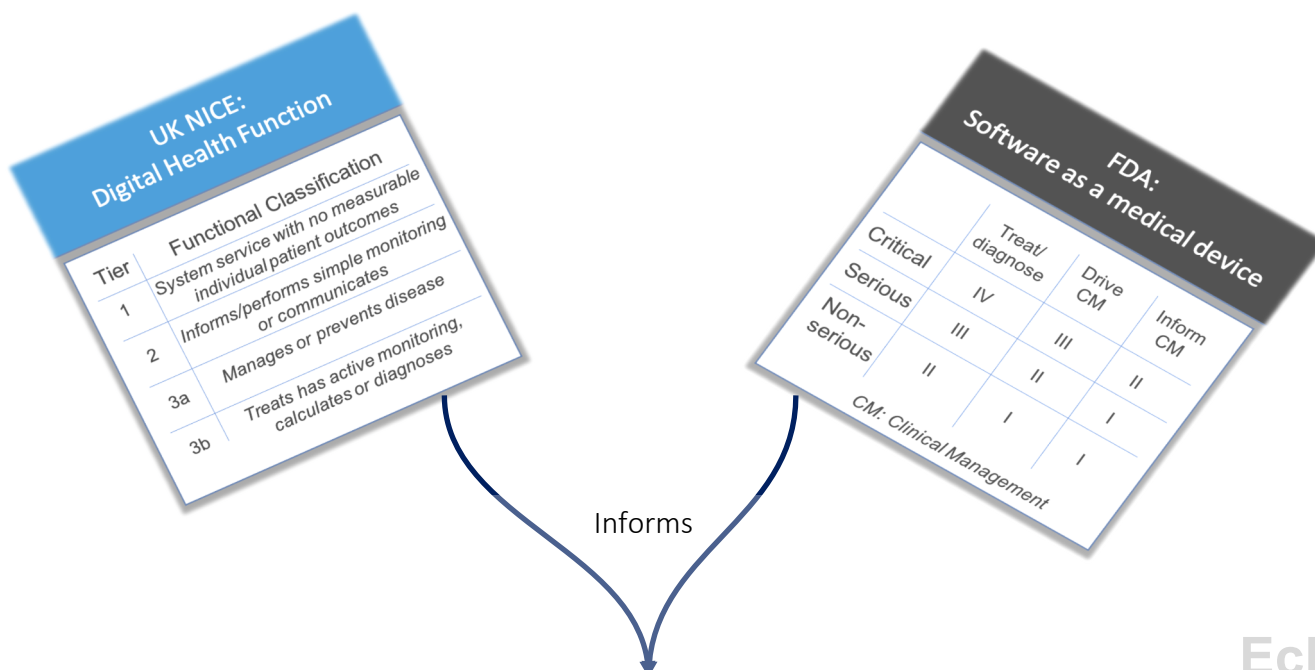 UK NICE:
Digital Health Function
Tier Functional Classification
1 System service with no measurable
individual patient outcomes
2 Informs/performs simple monitoring
or communicates
3a Manages or prevents disease
3b Treats has active monitoring,
calculates or diagnoses
FDA:
Software as a medical device
Treat/
diagnose
Drive
CM
Inform
CM
Critical IV III II
Serious III II I
Non-
serious II I I
CM: Clinical Management
Informs